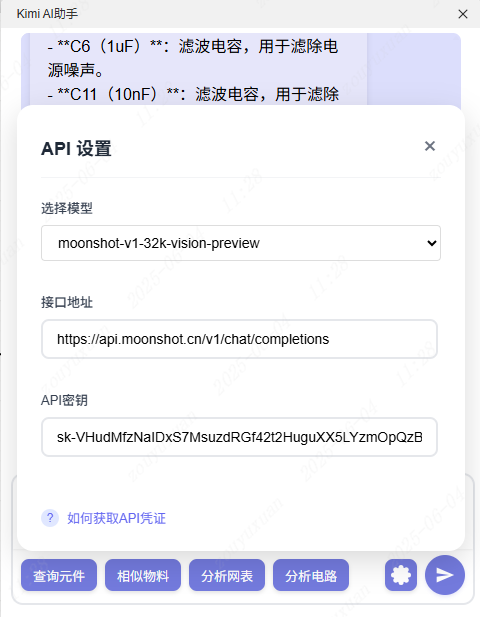 Kimi AI助手
- **C6（1uF）**：滤波电容，用于滤除电
源噪声。
- **C11（10nF）**：滤波电容，用于滤除
API 设置
选择模型
moonshot-v1-32k-vision-preview
接口地址
https://api.moonshot.cn/v1/chat/completions
API密钥
sk-VHudMfzNaIDxS7MsuzdRGf42t2HuguXX5LYzmOpQzB
? 如何获取API凭证
查询元件
相似物料
分析网表
分析电路